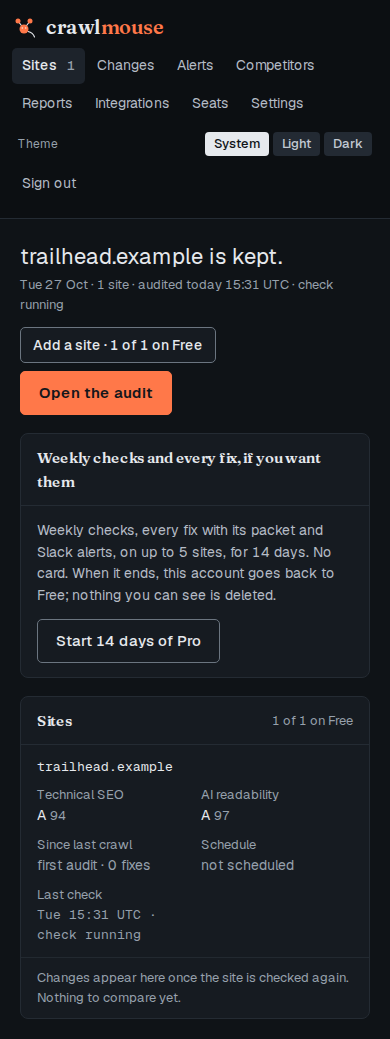 crawlmouse
Sites 1 Changes Alerts Competitors
Reports Integrations Seats Settings
Theme System Light Dark
Sign out
trailhead.example is kept.
Tue 27 Oct · 1 site · audited today 15:31 UTC · check
running
Add a site · 1 of 1 on Free
Open the audit
Weekly checks and every fix, if you want
them
Weekly checks, every fix with its packet and
Slack alerts, on up to 5 sites, for 14 days. No
card. When it ends, this account goes back to
Free; nothing you can see is deleted.
Start 14 days of Pro
Sites 1 of 1 on Free
trailhead.example
Technical SEO AI readability
A 94 A 97
Since last crawl Schedule
first audit · 0 fixes not scheduled
Last check
Tue 15:31 UTC ·
check running
Changes appear here once the site is checked again.
Nothing to compare yet.